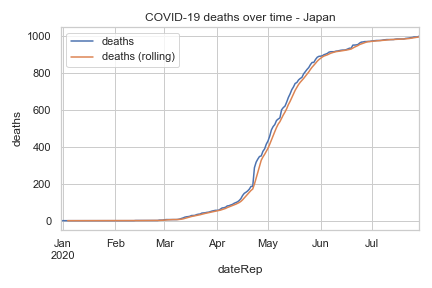 COVID-19 deaths over time - Japan
deaths
deaths (rolling)
1000
800
600
400
200
0
deaths
Jan Feb Mar Apr May Jun Jul
2020
dateRep